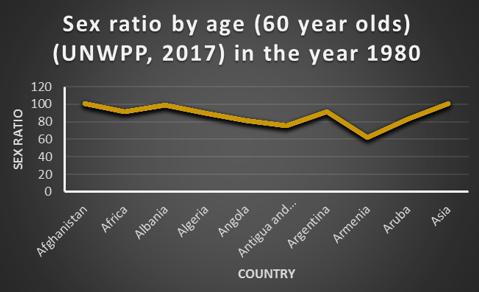 Sex ratio by age (60 year olds)
(UNWPP, 2017) in the year 1980
120
100
80
60
40
20
0
SEX RATIO
Afghanistan
Africa
Albania
Algeria
Angola
Antigua and...
Argentina
Armenia
Aruba
Asia
COUNTRY